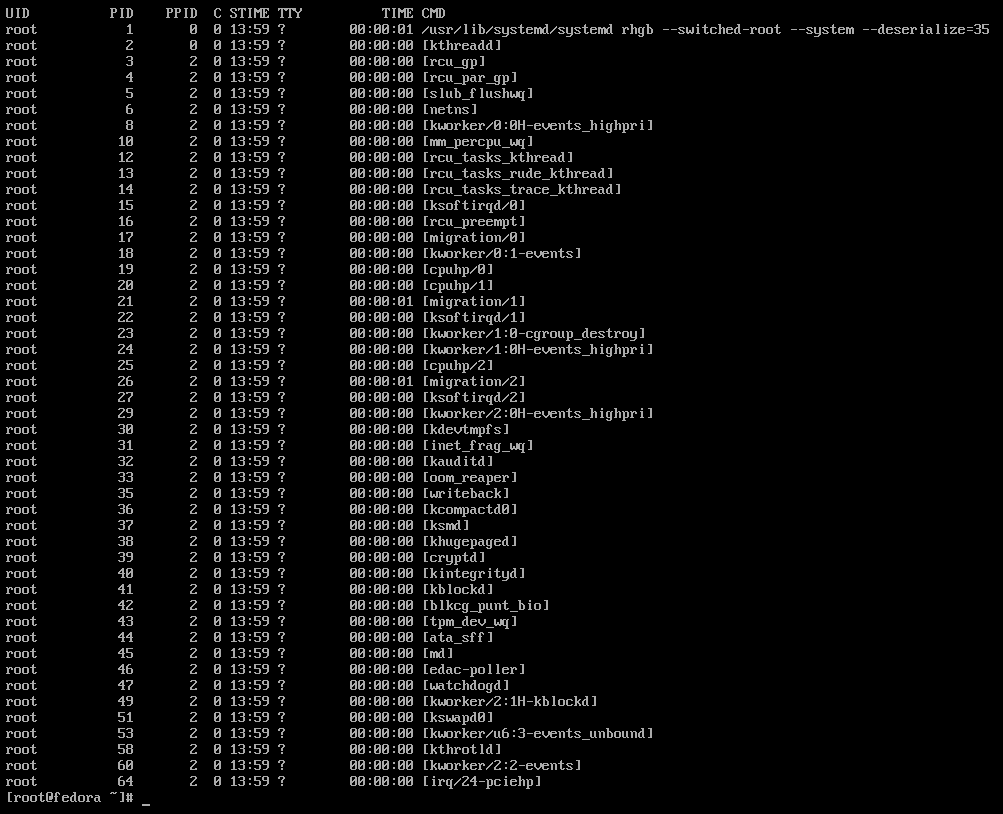 UID          PID    PPID  C STIME TTY          TIME CMD
root           1       0  0 13:59 ?        00:00:01 /usr/lib/systemd/systemd rhgb --switched-root --system --deserialize=35
root           2       0  0 13:59 ?        00:00:00 [kthreadd]
root           3       2  0 13:59 ?        00:00:00 [rcu_gp]
root           4       2  0 13:59 ?        00:00:00 [rcu_par_gp]
root           5       2  0 13:59 ?        00:00:00 [slub_flushwq]
root           6       2  0 13:59 ?        00:00:00 [netns]
root           8       2  0 13:59 ?        00:00:00 [kworker/0:0H-events_highpri]
root          10       2  0 13:59 ?        00:00:00 [mm_percpu_wq]
root          12       2  0 13:59 ?        00:00:00 [rcu_tasks_kthread]
root          13       2  0 13:59 ?        00:00:00 [rcu_tasks_rude_kthread]
root          14       2  0 13:59 ?        00:00:00 [rcu_tasks_trace_kthread]
root          15       2  0 13:59 ?        00:00:00 [ksoftirqd/0]
root          16       2  0 13:59 ?        00:00:00 [rcu_preempt]
root          17       2  0 13:59 ?        00:00:00 [migration/0]
root          18       2  0 13:59 ?        00:00:00 [kworker/0:1-events]
root          19       2  0 13:59 ?        00:00:00 [cpuhp/0]
root          20       2  0 13:59 ?        00:00:00 [cpuhp/1]
root          21       2  0 13:59 ?        00:00:01 [migration/1]
root          22       2  0 13:59 ?        00:00:00 [ksoftirqd/1]
root          23       2  0 13:59 ?        00:00:00 [kworker/1:0-cgroup_destroy]
root          24       2  0 13:59 ?        00:00:00 [kworker/1:0H-events_highpri]
root          25       2  0 13:59 ?        00:00:00 [cpuhp/2]
root          26       2  0 13:59 ?        00:00:01 [migration/2]
root          27       2  0 13:59 ?        00:00:00 [ksoftirqd/2]
root          29       2  0 13:59 ?        00:00:00 [kworker/2:0H-events_highpri]
root          30       2  0 13:59 ?        00:00:00 [kdevtmpfs]
root          31       2  0 13:59 ?        00:00:00 [inet_frag_wq]
root          32       2  0 13:59 ?        00:00:00 [kauditd]
root          33       2  0 13:59 ?        00:00:00 [oom_reaper]
root          35       2  0 13:59 ?        00:00:00 [writeback]
root          36       2  0 13:59 ?        00:00:00 [kcompactd0]
root          37       2  0 13:59 ?        00:00:00 [ksmd]
root          38       2  0 13:59 ?        00:00:00 [khugepaged]
root          39       2  0 13:59 ?        00:00:00 [cryptd]
root          40       2  0 13:59 ?        00:00:00 [kintegrityd]
root          41       2  0 13:59 ?        00:00:00 [kblockd]
root          42       2  0 13:59 ?        00:00:00 [blkcg_punt_bio]
root          43       2  0 13:59 ?        00:00:00 [tpm_dev_wq]
root          44       2  0 13:59 ?        00:00:00 [ata_sff]
root          45       2  0 13:59 ?        00:00:00 [md]
root          46       2  0 13:59 ?        00:00:00 [edac-poller]
root          47       2  0 13:59 ?        00:00:00 [watchdogd]
root          49       2  0 13:59 ?        00:00:00 [kworker/2:1H-kblockd]
root          51       2  0 13:59 ?        00:00:00 [kswapd0]
root          53       2  0 13:59 ?        00:00:00 [kworker/u6:3-events_unbound]
root          58       2  0 13:59 ?        00:00:00 [kthrotld]
root          60       2  0 13:59 ?        00:00:00 [kworker/2:2-events]
root          64       2  0 13:59 ?        00:00:00 [irq/24-pciehp]
[root@fedora ~]# _